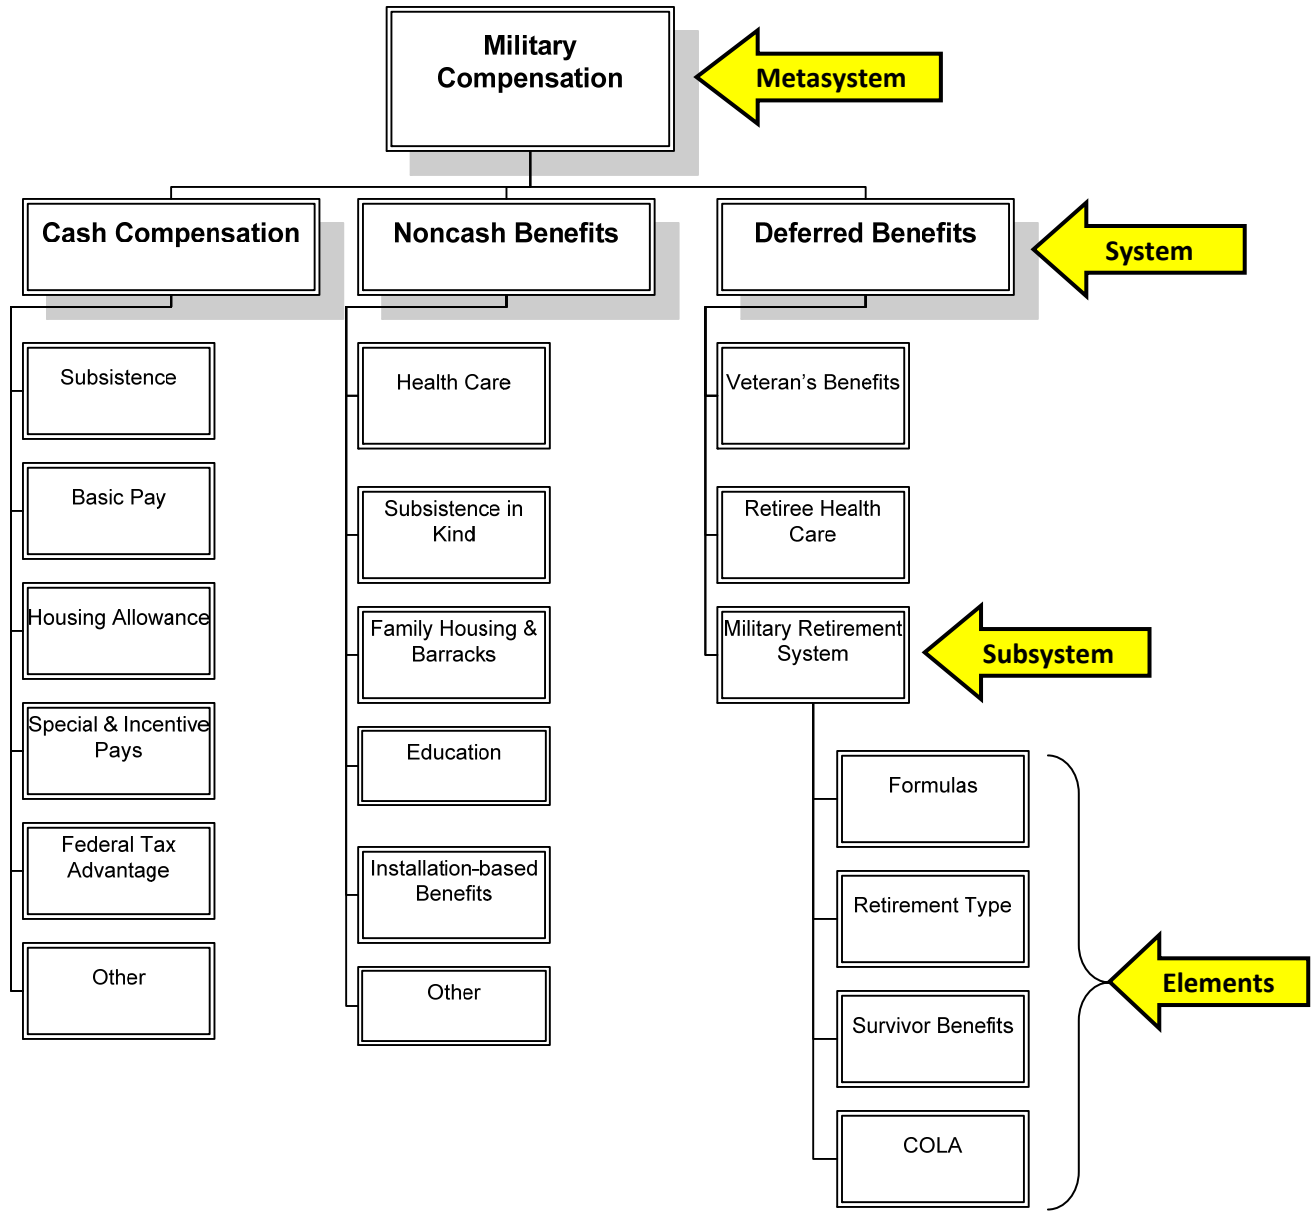 Military
Compensation
Metasystem
Cash Compensation
Noncash Benefits
Deferred Benefits
System
Subsistence
Basic Pay
Housing Allowance
Special & Incentive
Pays
Federal Tax
Advantage
Other
Health Care
Subsistence in
Kind
Family Housing &
Barracks
Education
Installation-based
Benefits
Other
Veteran’s Benefits
Retiree Health
Care
Military Retirement
System
Subsystem
Formulas
Retirement Type
Survivor Benefits
COLA
Elements